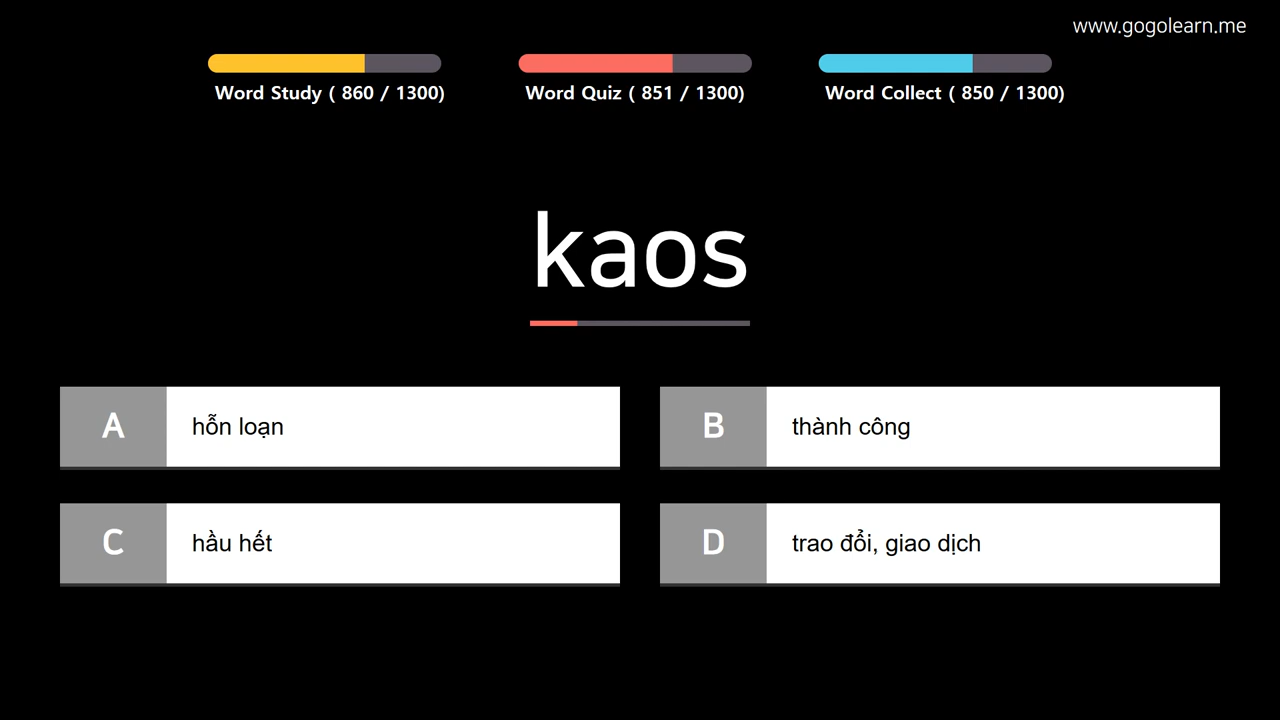 www.gogolearn.me
Word Study ( 860 / 1300)
Word Quiz ( 851 / 1300)
Word Collect ( 850 / 1300)
kaos
A
hỗn loạn
B
thành công
C
hầu hết
D
trao đổi, giao dịch